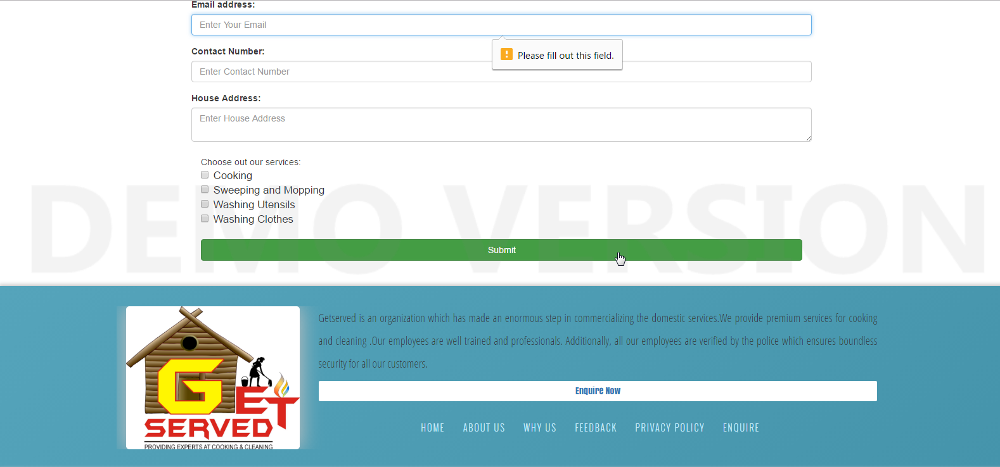 Email address:
Enter Your Email
Please fill out this field.
Contact Number:
Enter Contact Number
House Address:
Enter House Address
Choose out our services:
Cooking
Sweeping and Mopping
Washing Utensils
Washing Clothes
DEMO VERSION
Submit
GET
SERVED
PROVIDING EXPERTS AT COOKING & CLEANING
Getserved is an organization which has made an enormous step in commercializing the domestic services.We provide premium services for cooking
and cleaning .Our employees are well trained and professionals. Additionally, all our employees are verified by the police which ensures boundless
security for all our customers.
Enquire Now
HOME ABOUT US WHY US FEEDBACK PRIVACY POLICY ENQUIRE